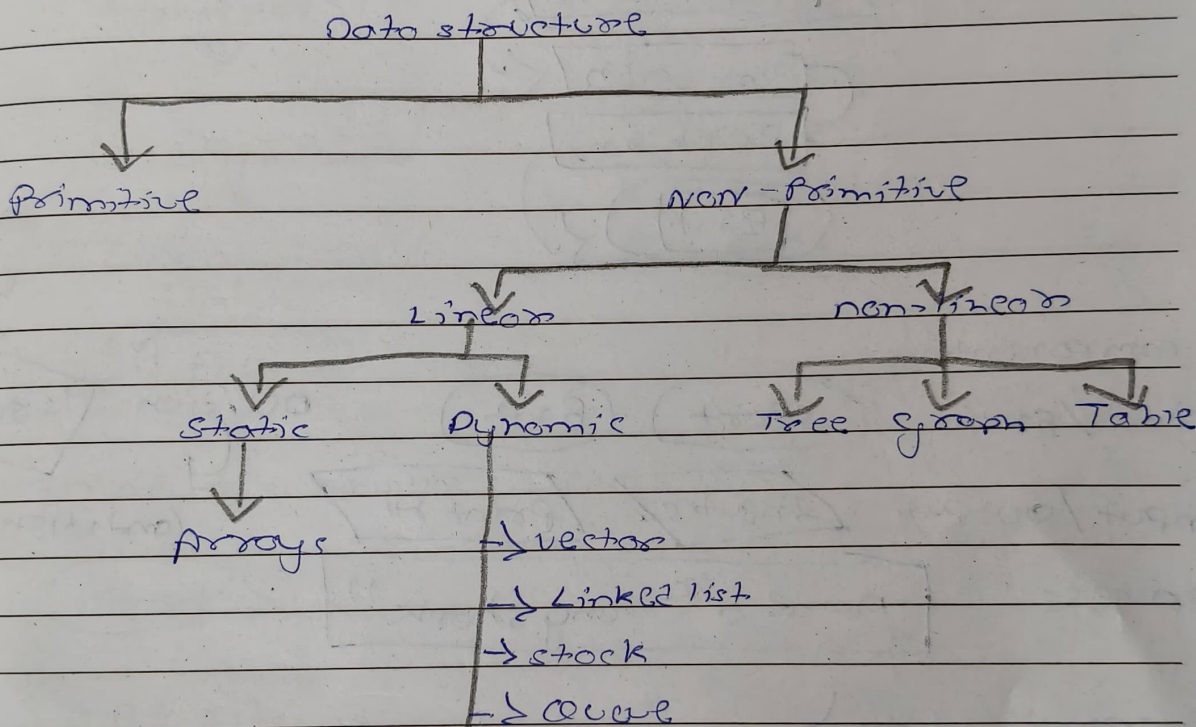 Data structure
Primitive
Non-Primitive
Linear
non-linear
Static
Dynamic
Tree
Graph
Table
Arrays
→ vector
→ Linked list
→ stack
→ Queue